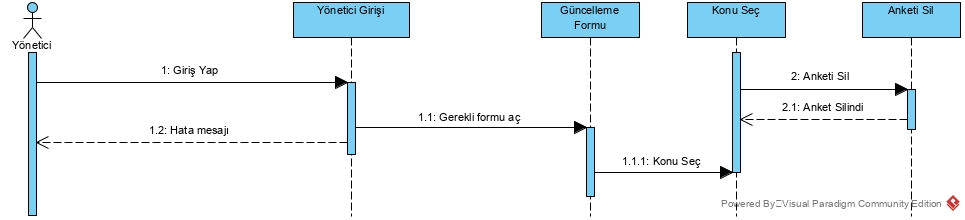 Yönetici
Yönetici Girişi
Güncelleme
Formu
Konu Seç
Anketi Sil
1: Giriş Yap
2: Anketi Sil
2.1: Anket Silindi
1.1: Gerekli formu aç
1.2: Hata mesajı
1.1.1: Konu Seç
Powered By Visual Paradigm Community Edition